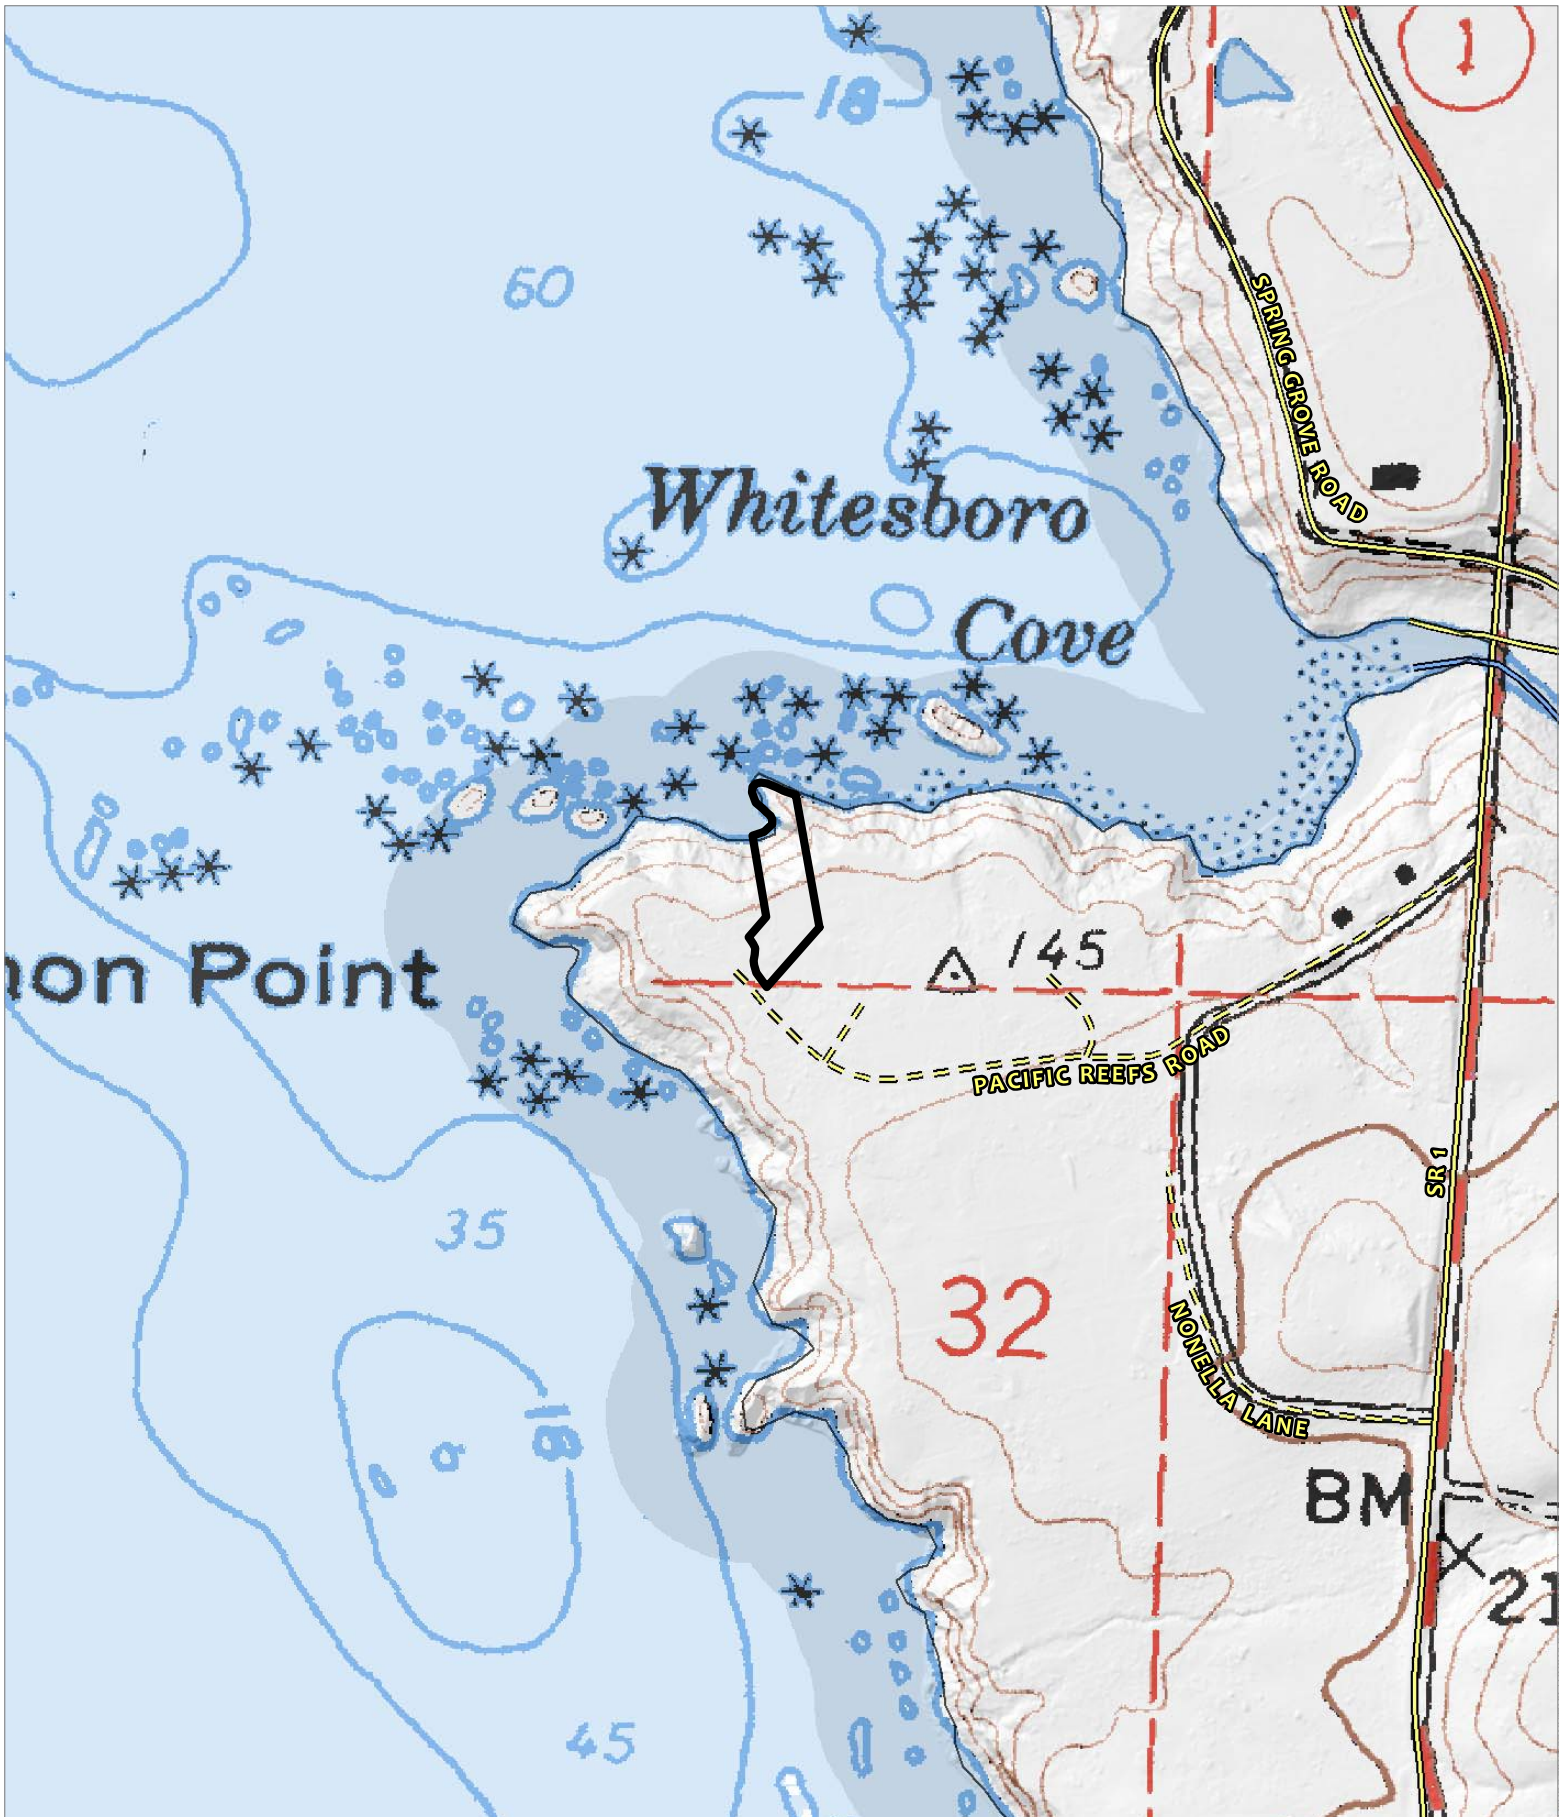 1
18
60
SPRING GROVE ROAD
Whitesboro
Cove
non Point
145
PACIFIC REEFS ROAD
SR 1
35
32
NONELLA LANE
18
BM
21
45